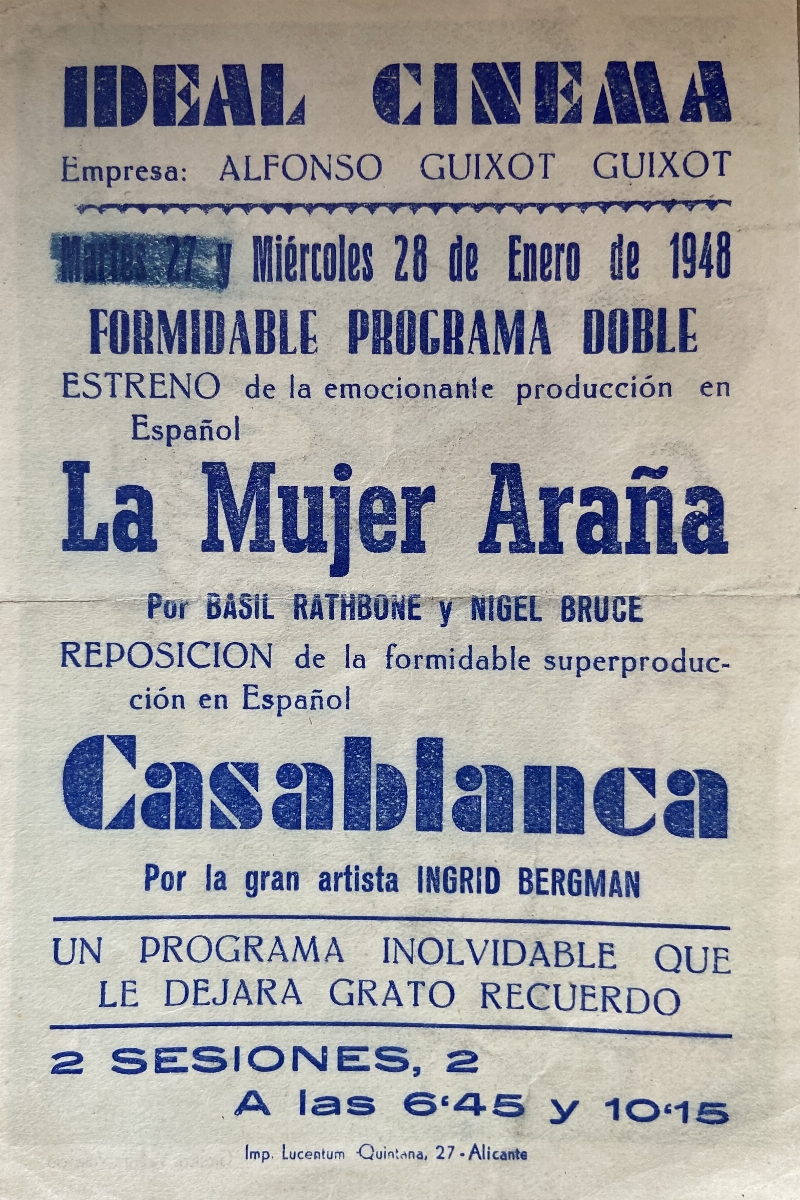 IDEAL CINEMA
Empresa: ALFONSO GUIXOT GUIXOT
Martes 27 y Miércoles 28 de Enero de 1948
FORMIDABLE PROGRAMA DOBLE
ESTRENO de la emocionante producción en
Español
La Mujer Araña
Por BASIL RATHBONE y NIGEL BRUCE
REPOSICION de la formidable superproduc-
ción en Español
Casablanca
Por la gran artista INGRID BERGMAN
UN PROGRAMA INOLVIDABLE QUE
LE DEJARA GRATO RECUERDO
2 SESIONES, 2
A las 6‘45 y 10‘15
Imp. Lucentum - Quintana, 27 - Alicante